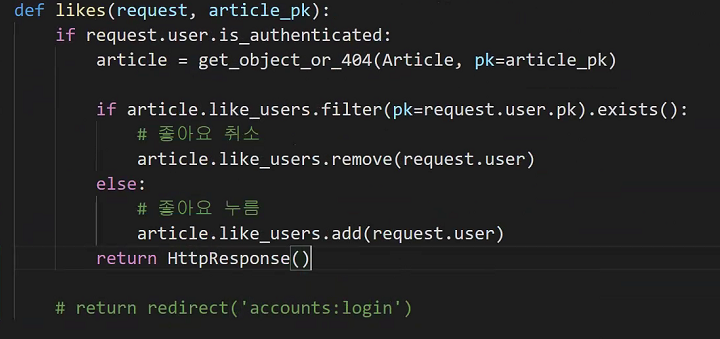 def likes(request, article_pk):
    if request.user.is_authenticated:
        article = get_object_or_404(Article, pk=article_pk)

        if article.like_users.filter(pk=request.user.pk).exists():
            # 좋아요 취소
            article.like_users.remove(request.user)
        else:
            # 좋아요 누름
            article.like_users.add(request.user)
        return HttpResponse()

    # return redirect('accounts:login')